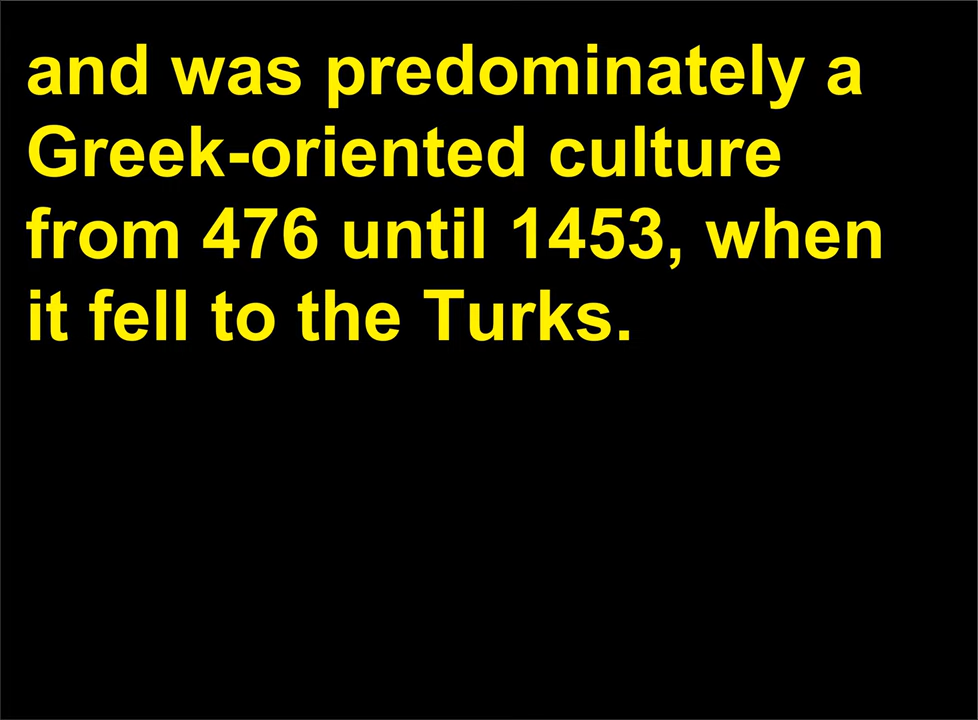 and was predominately a
Greek-oriented culture
from 476 until 1453, when
it fell to the Turks.